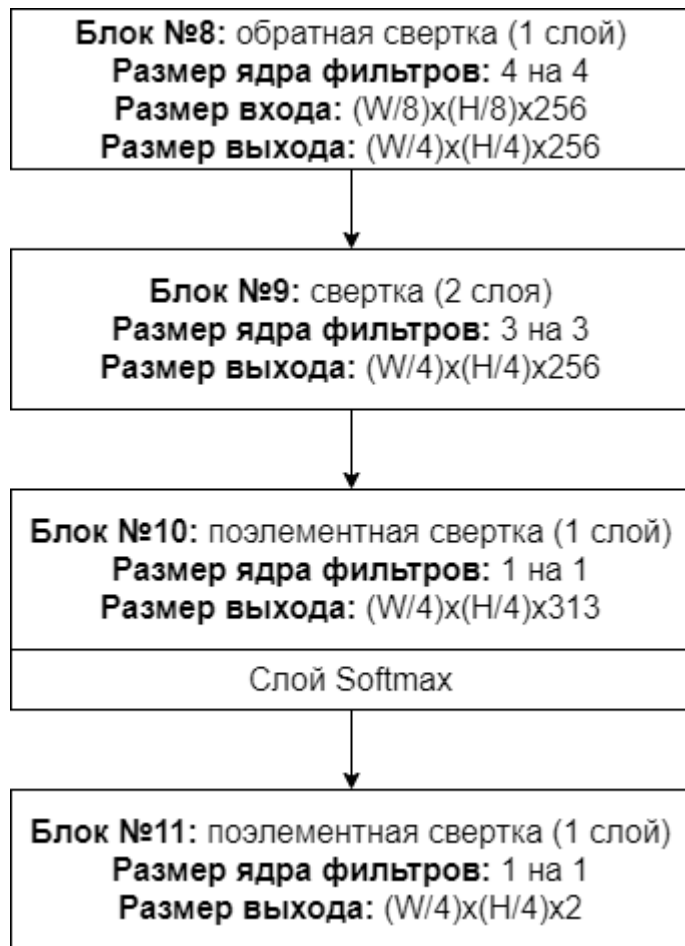 Блок №8: обратная свертка (1 слой)
Размер ядра фильтров: 4 на 4
Размер входа: (W/8)x(H/8)x256
Размер выхода: (W/4)x(H/4)x256
Блок №9: свертка (2 слоя)
Размер ядра фильтров: 3 на 3
Размер выхода: (W/4)x(H/4)x256
Блок №10: поэлементная свертка (1 слой)
Размер ядра фильтров: 1 на 1
Размер выхода: (W/4)x(H/4)x313
Слой Softmax
Блок №11: поэлементная свертка (1 слой)
Размер ядра фильтров: 1 на 1
Размер выхода: (W/4)x(H/4)x2